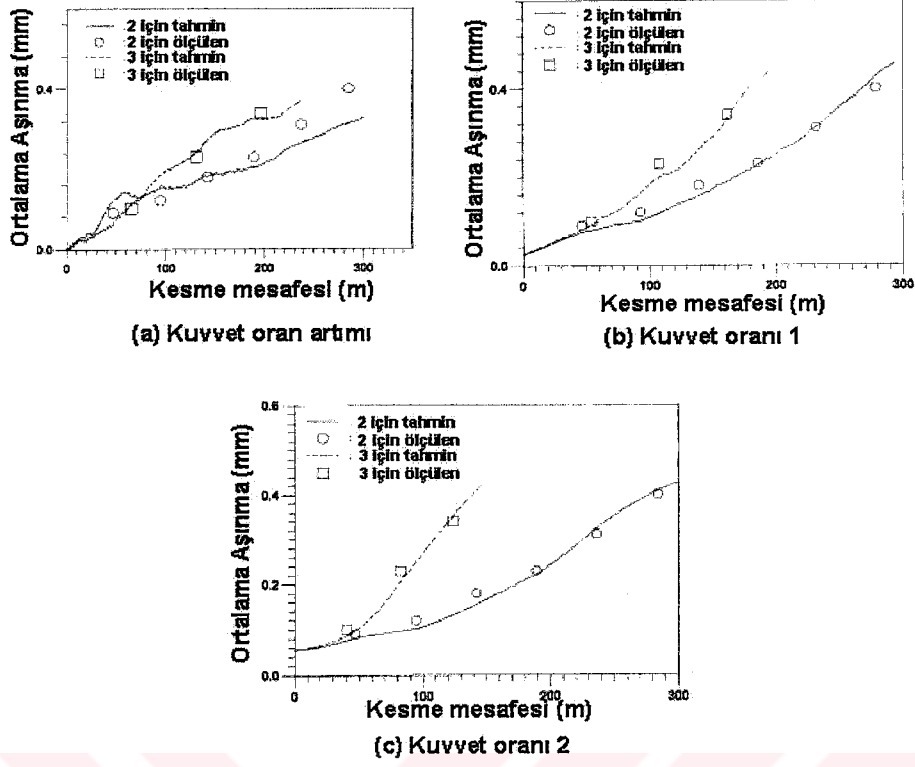 2 için tahmin
2 için ölçülen
3 için tahmin
3 için ölçülen
Ortalama Aşınma (mm)
0.4
0.0
0 100 200 300
Kesme mesafesi (m)
(a) Kuvvet oran artımı
2 için tahmin
2 için ölçülen
3 için tahmin
3 için ölçülen
Ortalama Aşınma (mm)
0.4
0.0
0 100 200 300
Kesme mesafesi (m)
(b) Kuvvet oranı 1
2 için tahmin
2 için ölçülen
3 için tahmin
3 için ölçülen
Ortalama Aşınma (mm)
0.6
0.4
0.2
0.0
0 100 200 300
Kesme mesafesi (m)
(c) Kuvvet oranı 2